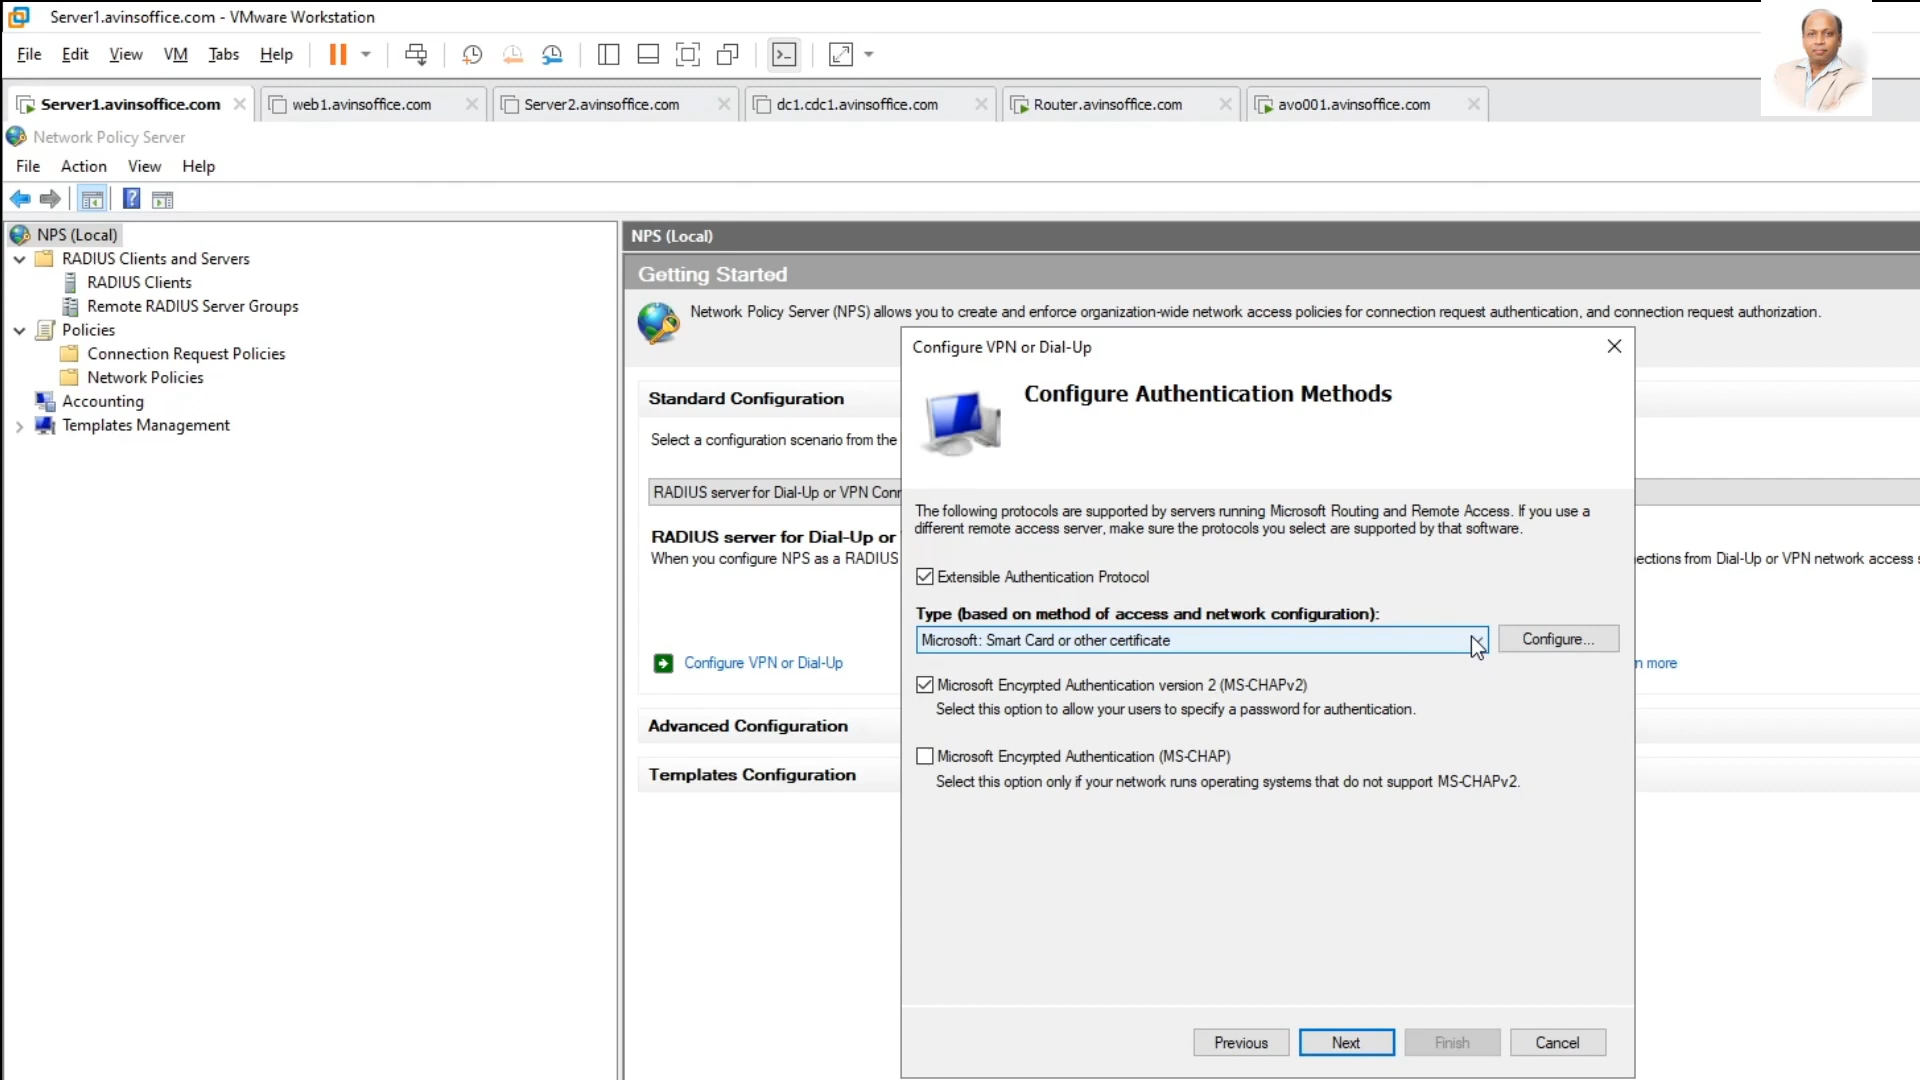 Server1.avinsoffice.com - VMware Workstation
File Edit View VM Tabs Help
Server1.avinsoffice.com web1.avinsoffice.com Server2.avinsoffice.com dc1.cdc1.avinsoffice.com Router.avinsoffice.com avo001.avinsoffice.com
Network Policy Server
File Action View Help
NPS (Local)
RADIUS Clients and Servers
RADIUS Clients
Remote RADIUS Server Groups
Policies
Connection Request Policies
Network Policies
Accounting
Templates Management
NPS (Local)
Getting Started
Network Policy Server (NPS) allows you to create and enforce organization-wide network access policies for connection request authentication, and connection request authorization.
Standard Configuration
Select a configuration scenario from the
RADIUS server for Dial-Up or VPN Conn
RADIUS server for Dial-Up or
When you configure NPS as a RADIUS
ections from Dial-Up or VPN network access s
Configure VPN or Dial-Up
n more
Advanced Configuration
Templates Configuration
Configure VPN or Dial-Up
Configure Authentication Methods
The following protocols are supported by servers running Microsoft Routing and Remote Access. If you use a
different remote access server, make sure the protocols you select are supported by that software.
Extensible Authentication Protocol
Type (based on method of access and network configuration):
Microsoft: Smart Card or other certificate
Configure...
Microsoft Encyrpted Authentication version 2 (MS-CHAPv2)
Select this option to allow your users to specify a password for authentication.
Microsoft Encyrpted Authentication (MS-CHAP)
Select this option only if your network runs operating systems that do not support MS-CHAPv2.
Previous Next Finish Cancel